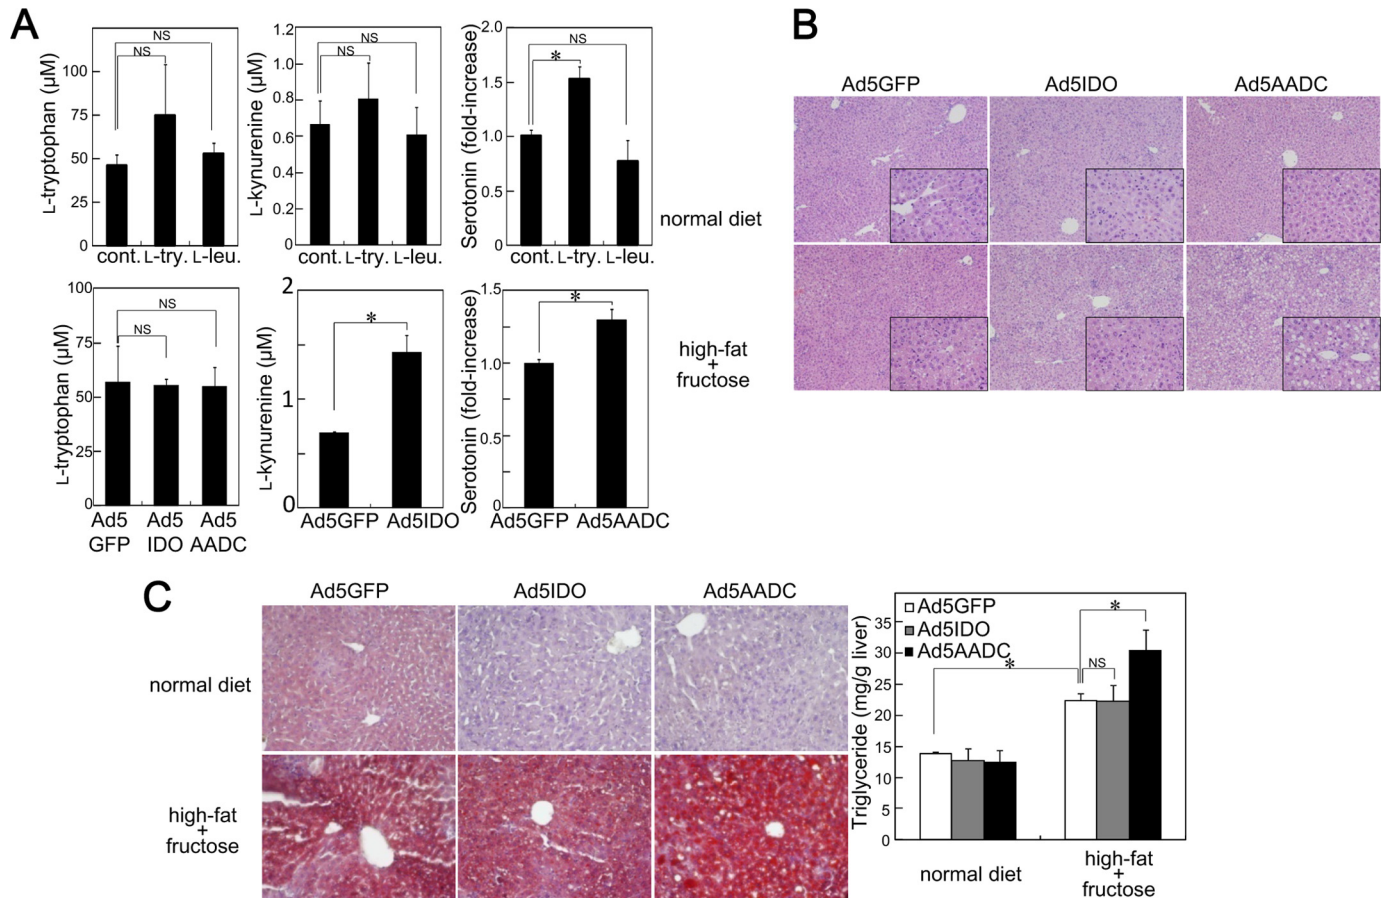 A
L-tryptophan (μM)
100
75
50
25
0
NS
NS
cont. L-try. L-leu.
L-kynurenine (μM)
1.2
1.0
0.8
0.6
0.4
0.2
0
NS
NS
cont. L-try. L-leu.
Serotonin (fold-increase)
2.0
1.5
1.0
0.5
0
NS
*
cont. L-try. L-leu.
normal diet
L-tryptophan (μM)
100
75
50
25
0
NS
NS
Ad5 Ad5 Ad5
GFP IDO AADC
L-kynurenine (μM)
2
1
0
*
Ad5GFP Ad5IDO
Serotonin (fold-increase)
1.5
1.0
0.5
0
*
Ad5GFP Ad5AADC
high-fat
+
fructose
B
Ad5GFP Ad5IDO Ad5AADC
C
Ad5GFP Ad5IDO Ad5AADC
normal diet
high-fat
+
fructose
Triglyceride (mg/g liver)
35
30
25
20
15
10
5
0
Ad5GFP
Ad5IDO
Ad5AADC
*
*
NS
normal diet
high-fat
+
fructose